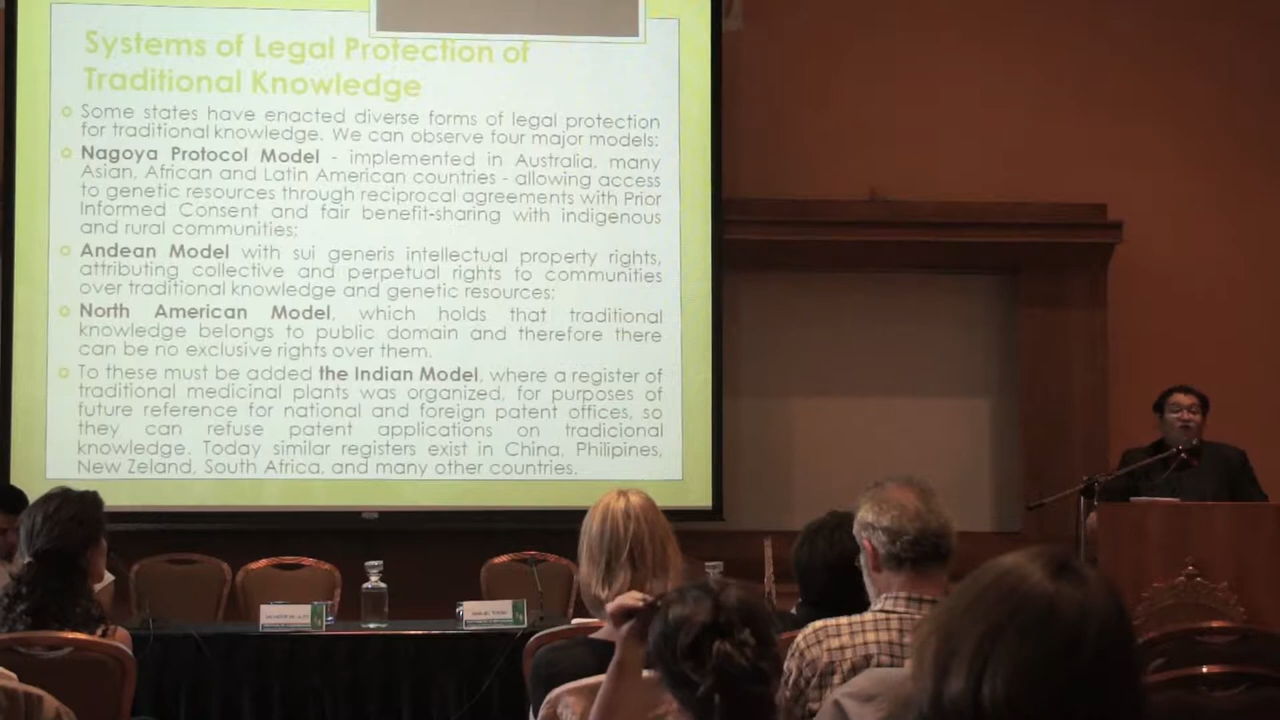 Systems of Legal Protection of
Traditional Knowledge
Some states have enacted diverse forms of legal protection
for traditional knowledge. We can observe four major models:
Nagoya Protocol Model - implemented in Australia, many
Asian, African and Latin American countries - allowing access
to genetic resources through reciprocal agreements with Prior
Informed Consent and fair benefit-sharing with indigenous
and rural communities;
Andean Model with sui generis intellectual property rights,
attributing collective and perpetual rights to communities
over traditional knowledge and genetic resources;
North American Model, which holds that traditional
knowledge belongs to public domain and therefore there
can be no exclusive rights over them.
To these must be added the Indian Model, where a register of
traditional medicinal plants was organized, for purposes of
future reference for national and foreign patent offices, so
they can refuse patent applications on tradicional
knowledge. Today similar registers exist in China, Philipines,
New Zeland, South Africa, and many other countries.